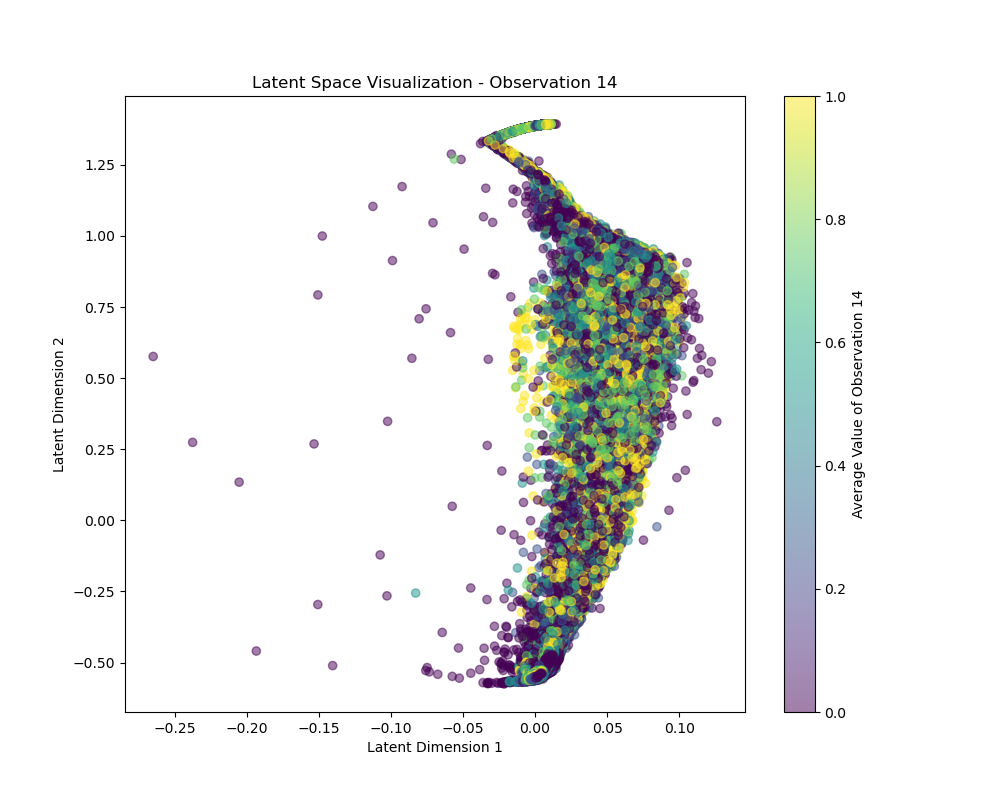 Latent Space Visualization - Observation 14
1.25
1.00
0.75
0.50
0.25
0.00
−0.25
−0.50
Latent Dimension 2
−0.25 −0.20 −0.15 −0.10 −0.05 0.00 0.05 0.10
Latent Dimension 1
1.0
0.8
0.6
0.4
0.2
0.0
Average Value of Observation 14